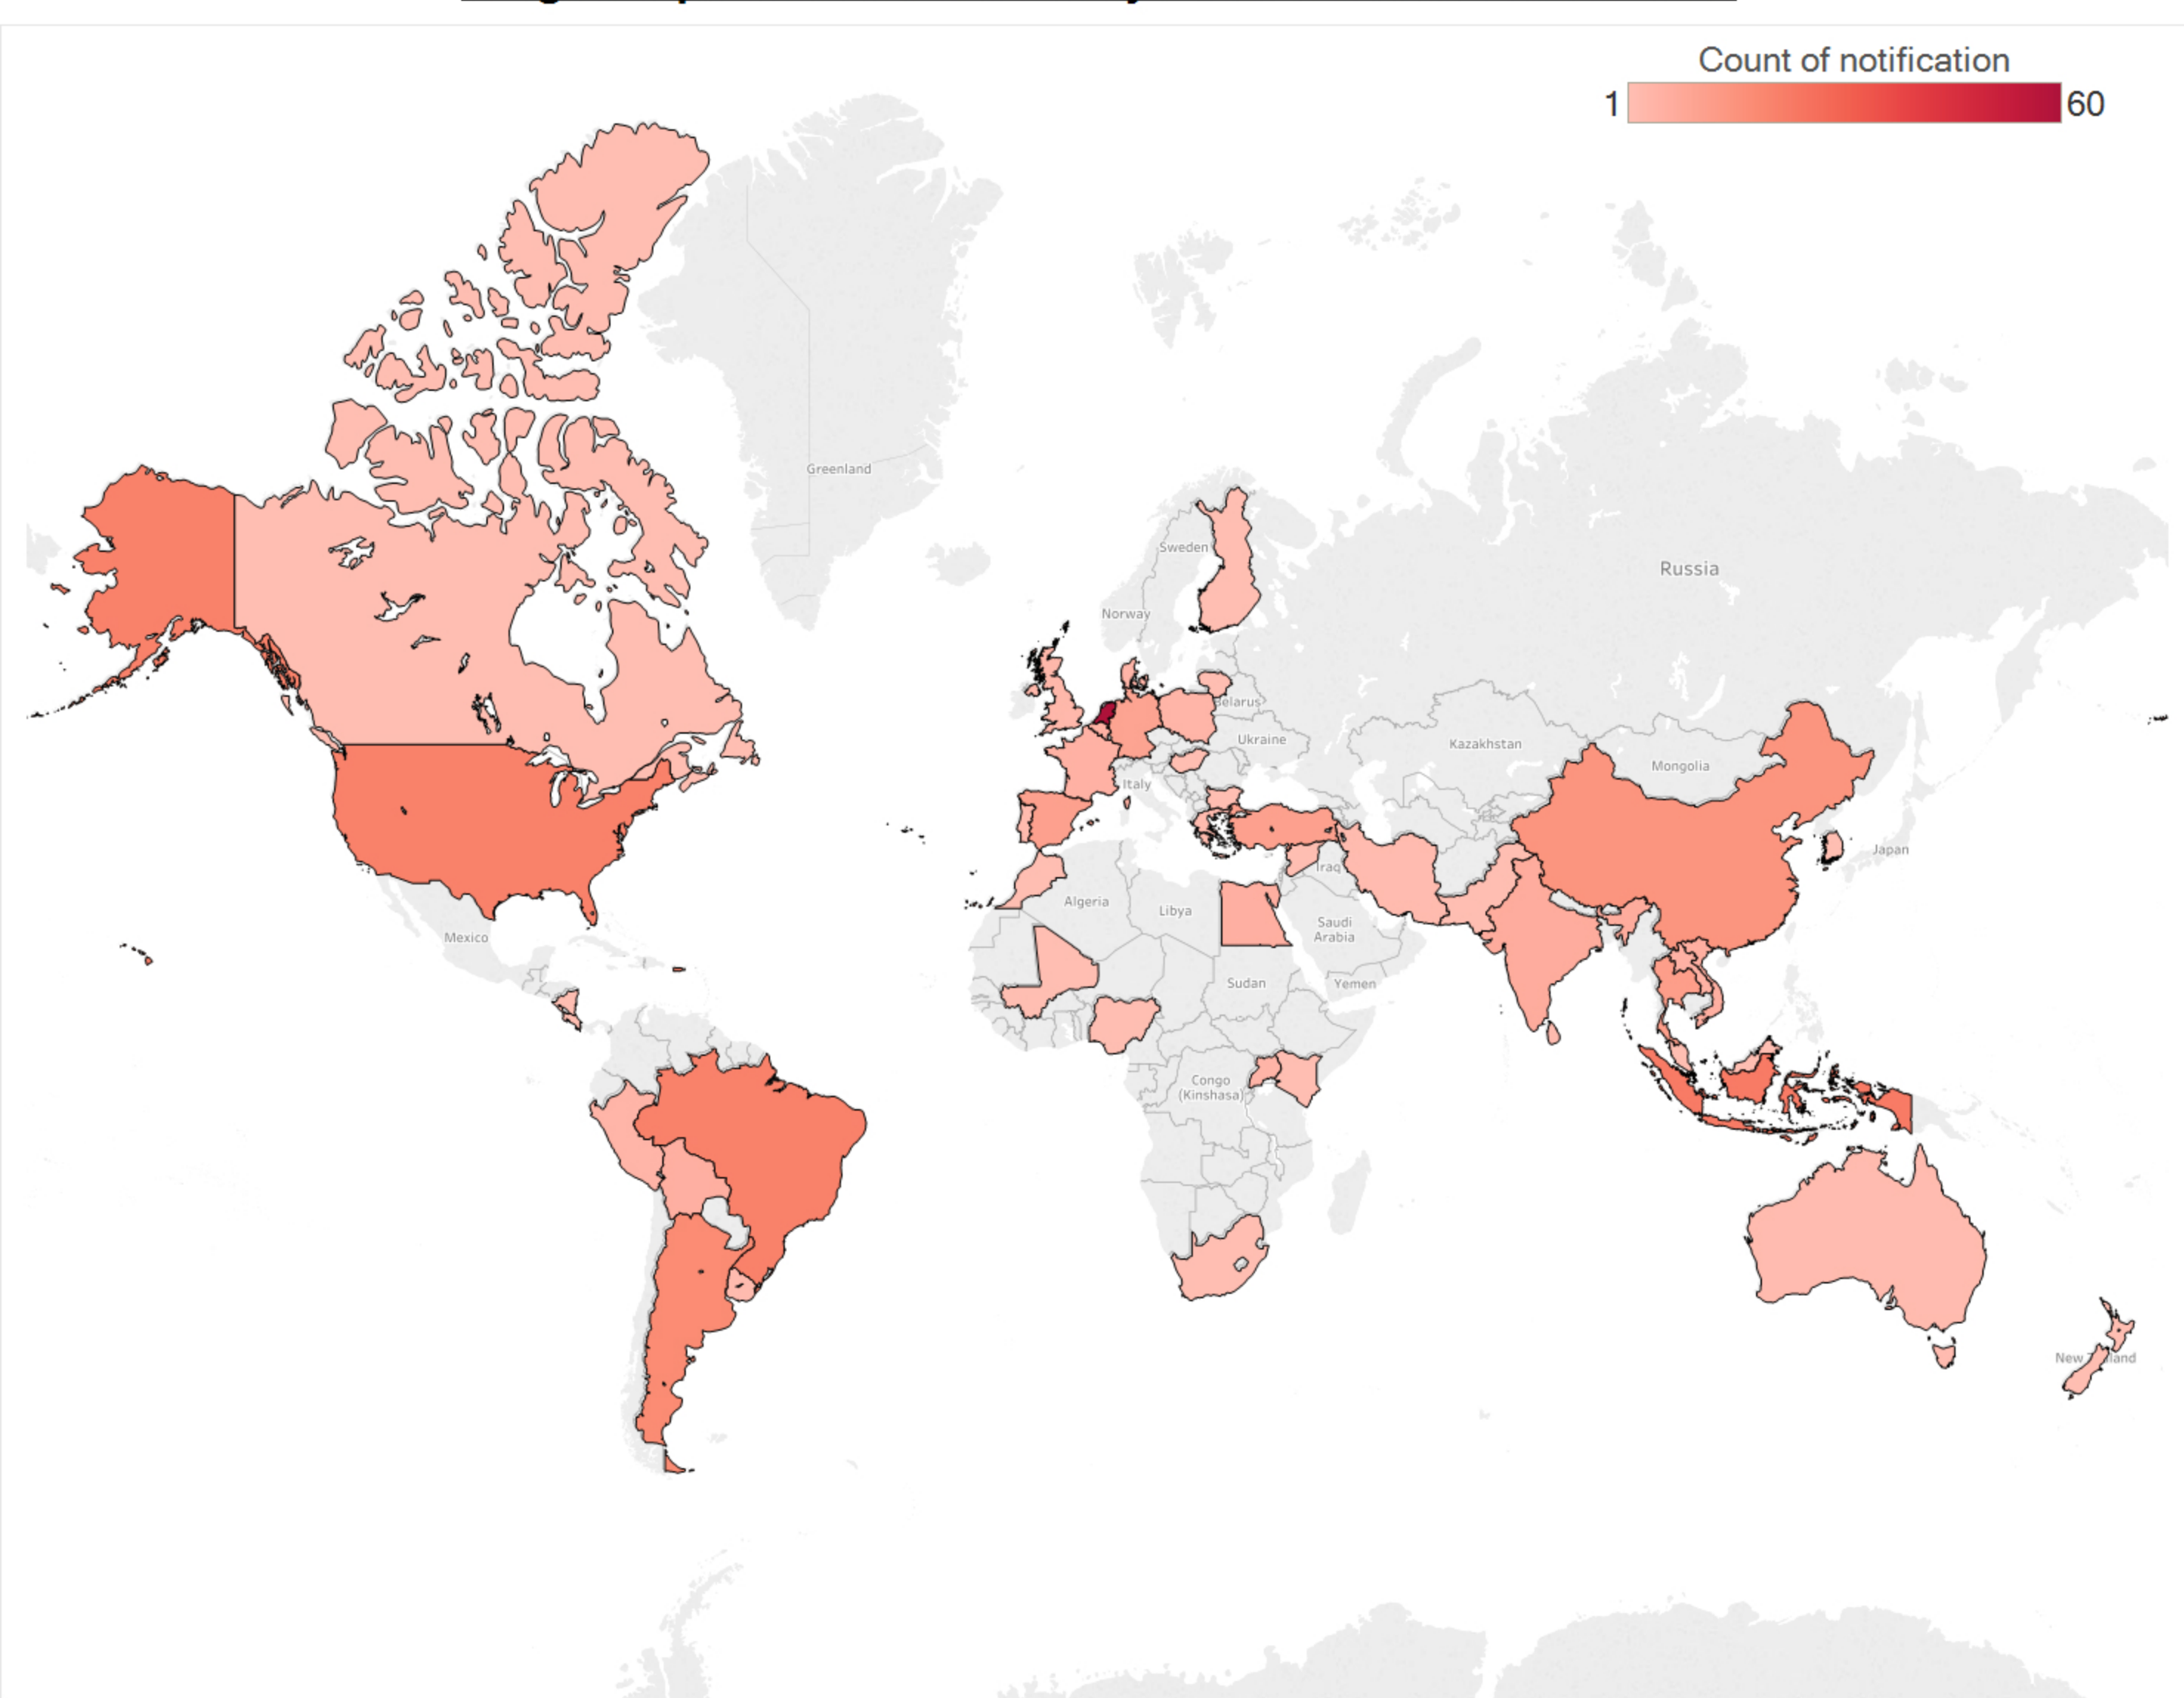 Count of notification
1
60
Greenland
Russia
Sweden
Norway
Belarus
Ukraine
Kazakhstan
Mongolia
Italy
Japan
Iraq
Algeria
Libya
Saudi
Arabia
Mexico
Sudan
Yemen
Congo
(Kinshasa)